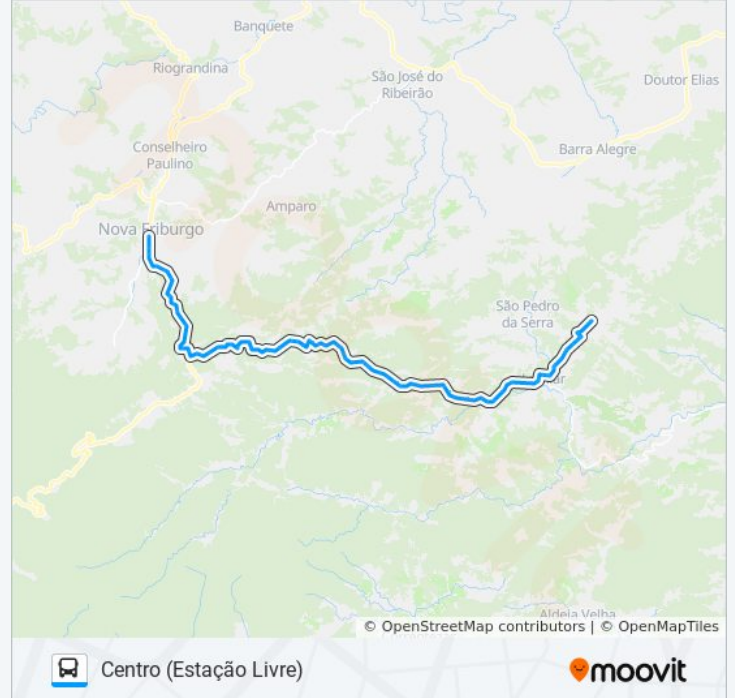 Banquete
Riograndina
São José do
Ribeirão
Doutor Elias
Conselheiro
Paulino
Barra Alegre
Amparo
Nova Friburgo
São Pedro
da Serra
Aldeia Velha
© OpenStreetMap contributors | © OpenMapTiles
Centro (Estação Livre)
moovit